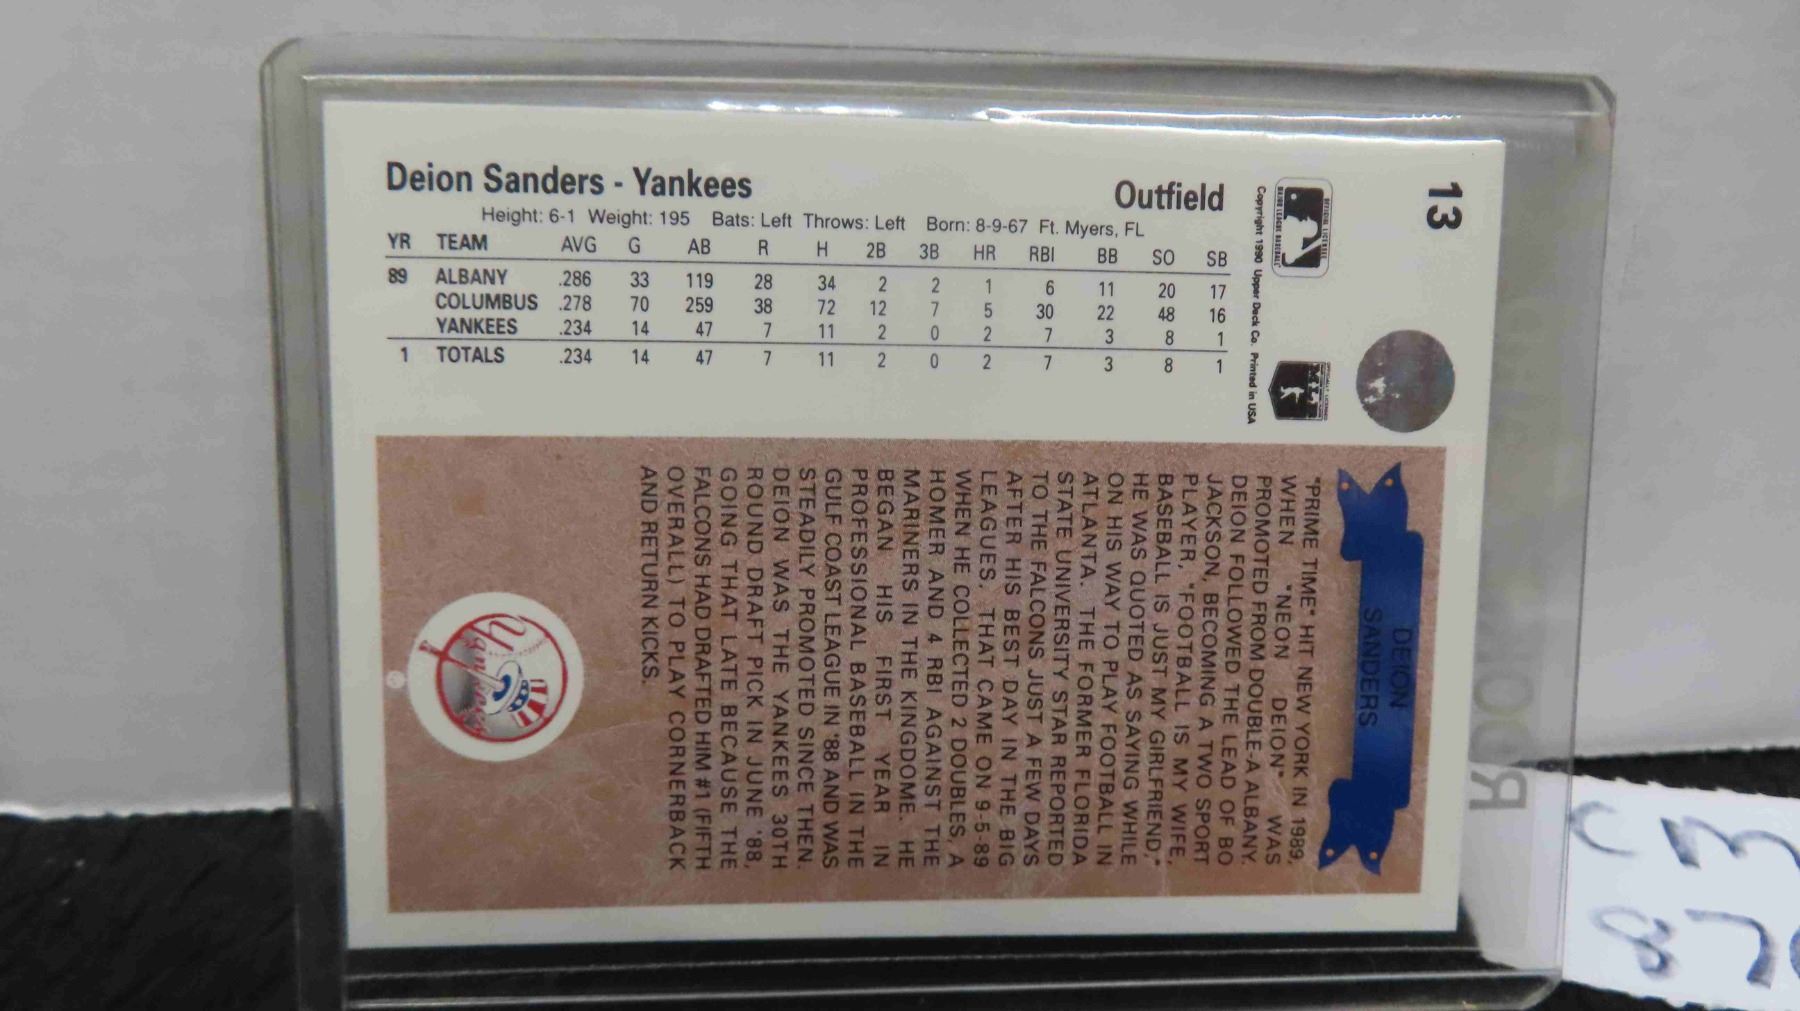 13
Deion Sanders - Yankees
Outfield
Height: 6-1 Weight: 195 Bats: Left Throws: Left Born: 8-9-67 Ft. Myers, FL
YR TEAM AVG G AB R H 2B 3B HR RBI BB SO SB
89 ALBANY .286 33 119 28 34 2 2 1 6 11 20 17
COLUMBUS .278 70 259 38 72 12 7 5 30 22 48 16
YANKEES .234 14 47 7 11 2 0 2 7 3 8 1
1 TOTALS .234 14 47 7 11 2 0 2 7 3 8 1
Copyright 1990 Upper Deck Co. Printed in USA
DEION
SANDERS
"PRIME TIME" HIT NEW YORK IN 1989,
WHEN "NEON DEION" WAS
PROMOTED FROM DOUBLE-A ALBANY.
DEION FOLLOWED THE LEAD OF BO
JACKSON, BECOMING A TWO SPORT
PLAYER, "FOOTBALL IS MY WIFE,
BASEBALL IS JUST MY GIRLFRIEND,"
HE WAS QUOTED AS SAYING WHILE
ON HIS WAY TO PLAY FOOTBALL IN
ATLANTA. THE FORMER FLORIDA
STATE UNIVERSITY STAR REPORTED
TO THE FALCONS JUST A FEW DAYS
AFTER HIS BEST DAY IN THE BIG
LEAGUES. THAT CAME ON 9-5-89
WHEN HE COLLECTED 2 DOUBLES, A
HOMER AND 4 RBI AGAINST THE
MARINERS IN THE KINGDOME. HE
BEGAN HIS FIRST YEAR IN
PROFESSIONAL BASEBALL IN THE
GULF COAST LEAGUE IN '88 AND WAS
STEADILY PROMOTED SINCE THEN.
DEION WAS THE YANKEES 30TH
ROUND DRAFT PICK IN JUNE '88,
GOING THAT LATE BECAUSE THE
FALCONS HAD DRAFTED HIM #1 (FIFTH
OVERALL) TO PLAY CORNERBACK
AND RETURN KICKS.
Yankees